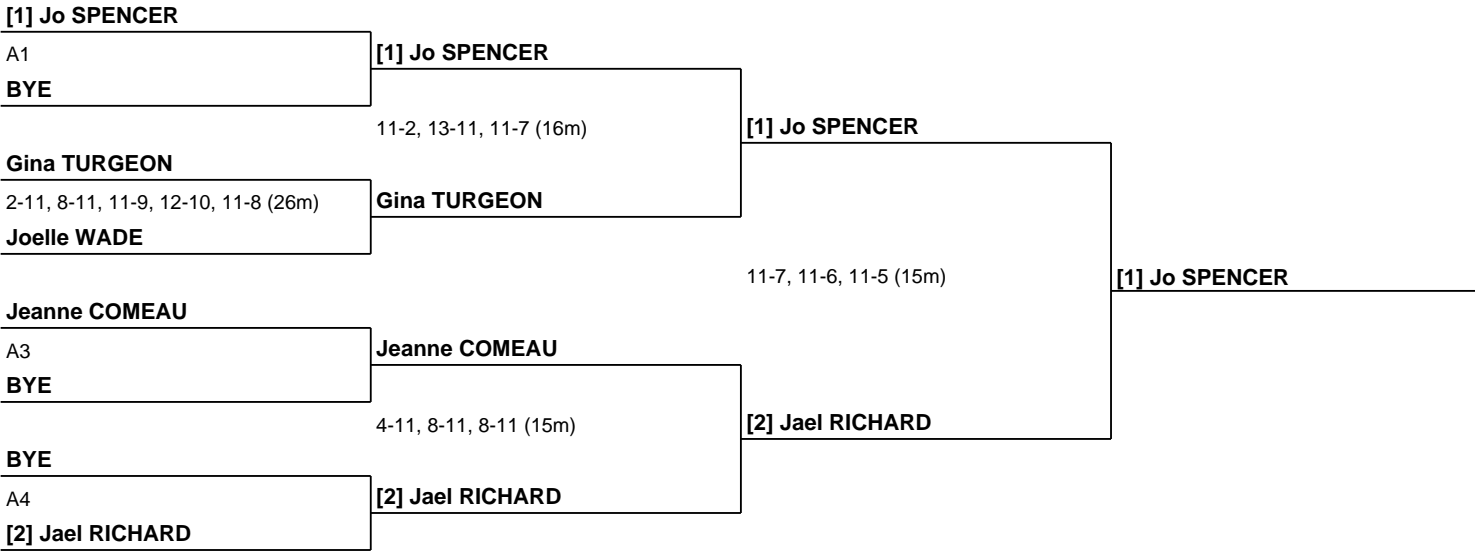 [1] Jo SPENCER
A1
[1] Jo SPENCER
BYE
11-2, 13-11, 11-7 (16m)
[1] Jo SPENCER
Gina TURGEON
2-11, 8-11, 11-9, 12-10, 11-8 (26m)
Gina TURGEON
Joelle WADE
11-7, 11-6, 11-5 (15m)
[1] Jo SPENCER
Jeanne COMEAU
A3
Jeanne COMEAU
BYE
4-11, 8-11, 8-11 (15m)
[2] Jael RICHARD
BYE
A4
[2] Jael RICHARD
[2] Jael RICHARD